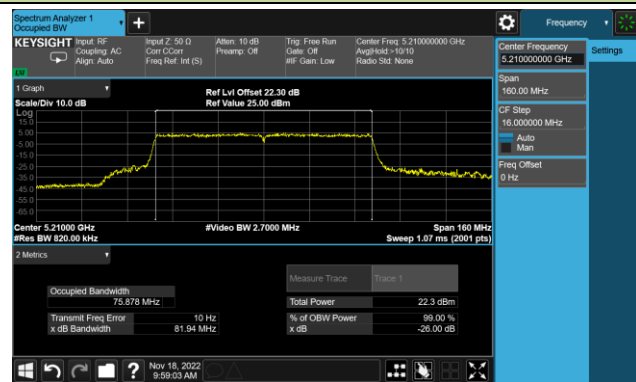 Spectrum Analyzer 1
Occupied BW
Frequency
KEYSIGHT
Input: RF
Coupling: AC
Align: Auto
Input Z: 50 Ω
Corr CCorr
Freq Ref: Int (S)
Atten: 10 dB
Preamp: Off
Trig: Free Run
Gate: Off
#IF Gain: Low
Center Freq: 5.210000000 GHz
Avg|Hold:>10/10
Radio Std: None
LVI
Center Frequency
5.210000000 GHz
Settings
Span
160.00 MHz
CF Step
16.000000 MHz
Auto
Man
Freq Offset
0 Hz
1 Graph
Scale/Div 10.0 dB
Ref Lvl Offset 22.30 dB
Ref Value 25.00 dBm
Log
15.0
5.00
-5.00
-15.0
-25.0
-35.0
-45.0
-55.0
-65.0
Center 5.21000 GHz
#Res BW 820.00 kHz
#Video BW 2.7000 MHz
Span 160 MHz
Sweep 1.07 ms (2001 pts)
2 Metrics
Measure Trace
Trace 1
Occupied Bandwidth
75.878 MHz
Total Power
22.3 dBm
Transmit Freq Error
10 Hz
% of OBW Power
99.00 %
x dB Bandwidth
81.94 MHz
x dB
-26.00 dB
Nov 18, 2022
9:59:03 AM